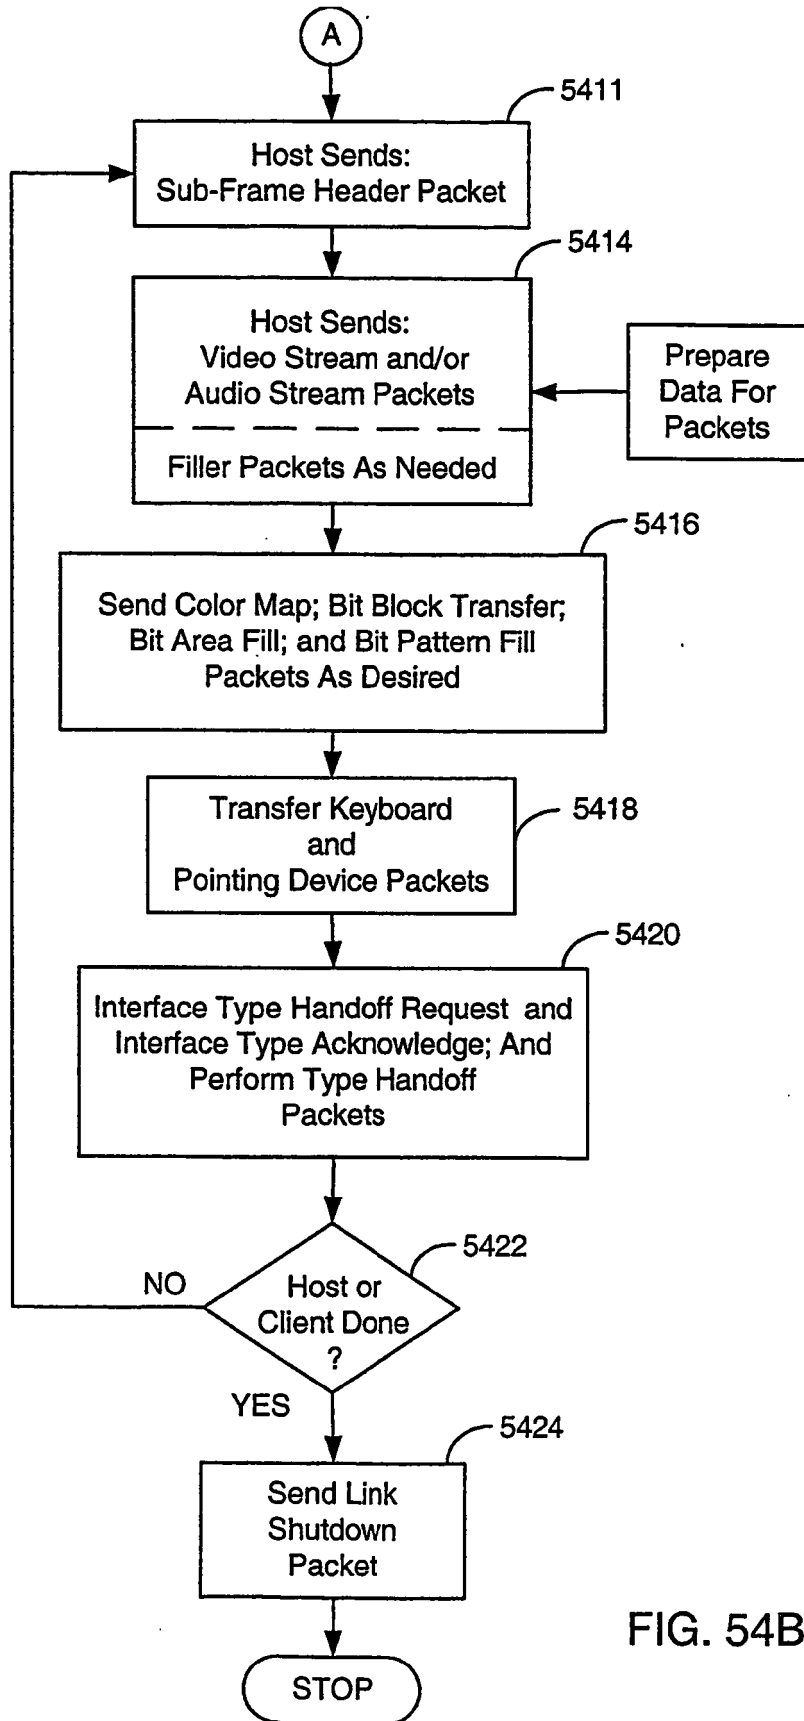 A
5411
Host Sends:
Sub-Frame Header Packet
5414
Host Sends:
Video Stream and/or
Audio Stream Packets
Filler Packets As Needed
Prepare
Data For
Packets
5416
Send Color Map; Bit Block Transfer;
Bit Area Fill; and Bit Pattern Fill
Packets As Desired
Transfer Keyboard
and
Pointing Device Packets
5418
5420
Interface Type Handoff Request and
Interface Type Acknowledge; And
Perform Type Handoff
Packets
5422
NO
Host or
Client Done
?
YES
5424
Send Link
Shutdown
Packet
STOP
FIG. 54B